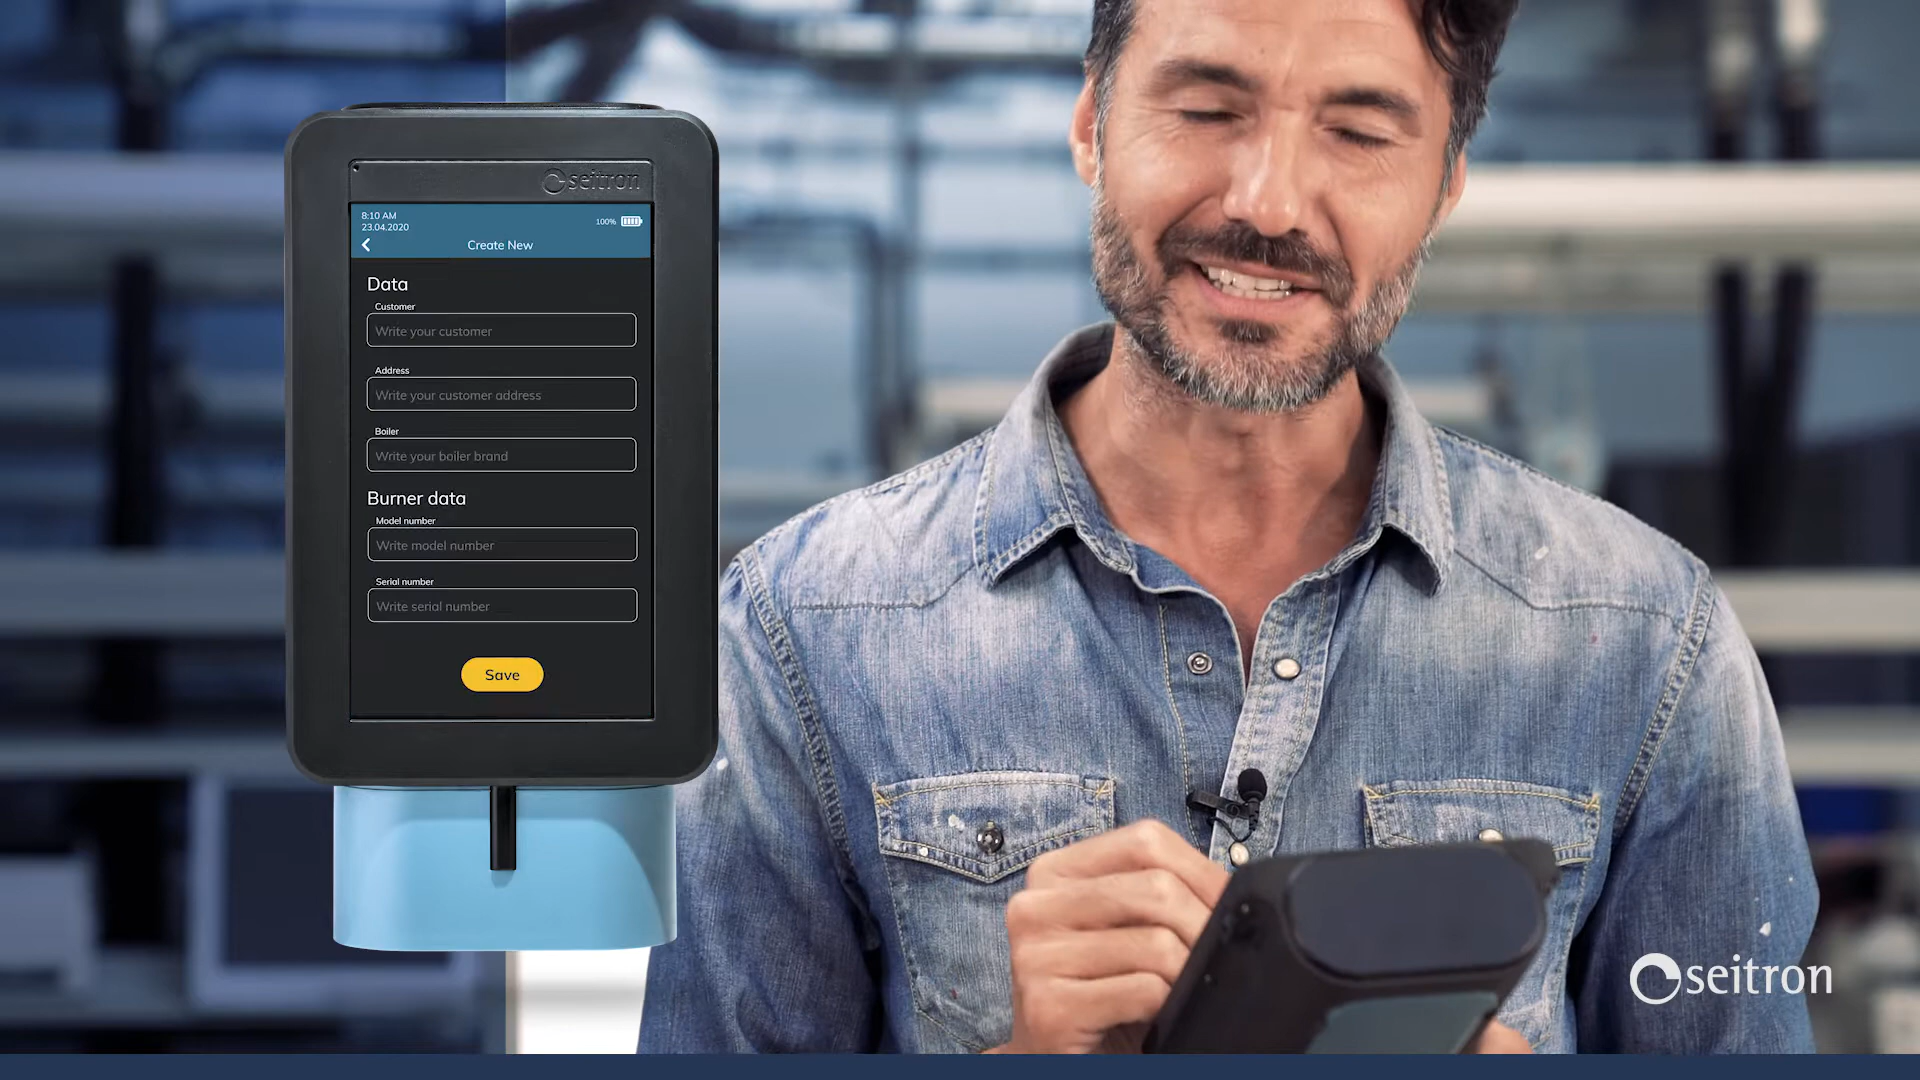 seitron
8:10 AM
100%
23.04.2020
Create New
Data
Customer
Write your customer
Address
Write your customer address
Boiler
Write your boiler brand
Burner data
Model number
Write model number
Serial number
Write serial number
Save
seitron